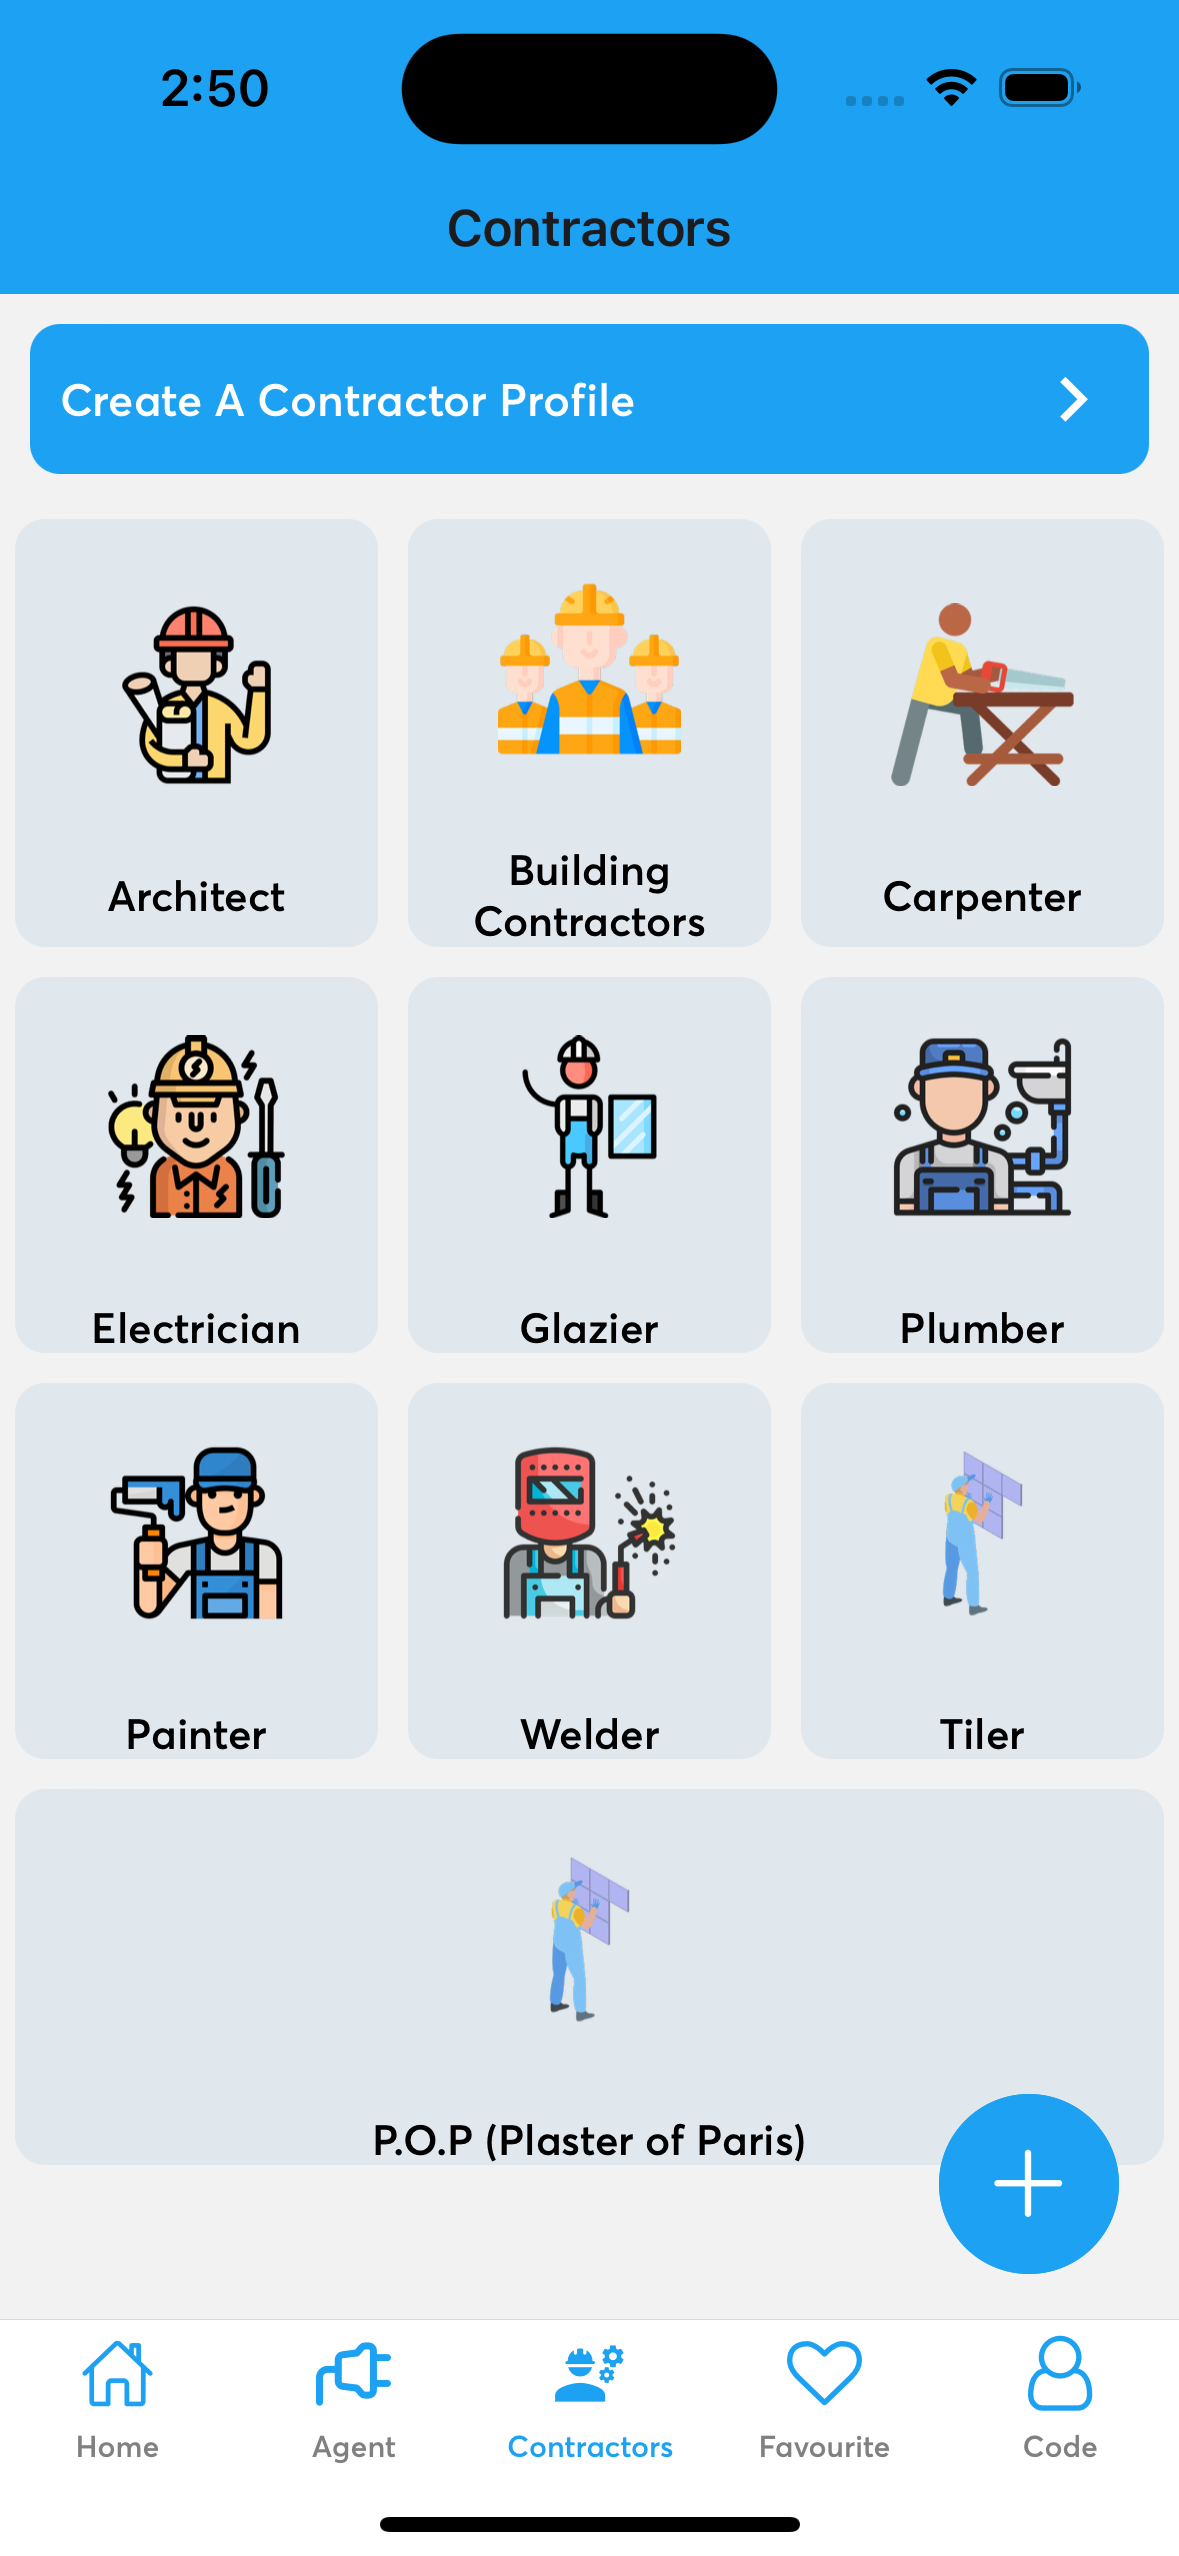 2:50
Contractors
Create A Contractor Profile
Architect
Building
Contractors
Carpenter
Electrician
Glazier
Plumber
Painter
Welder
Tiler
P.O.P (Plaster of Paris)
Home
Agent
Contractors
Favourite
Code